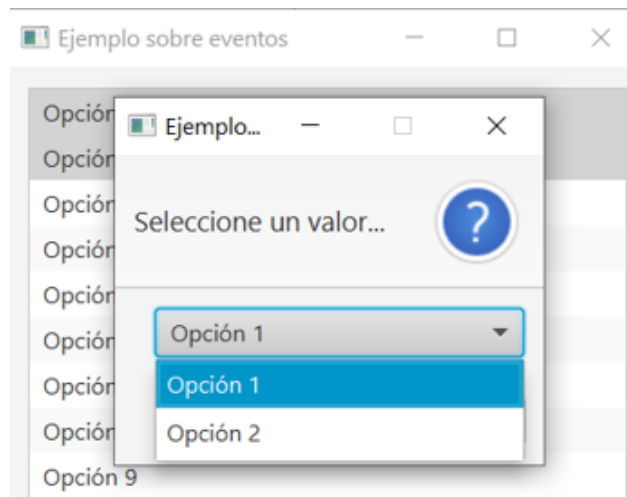 Ejemplo sobre eventos
Opción
Ejemplo...
Opción
Opción
Seleccione un valor...
Opción
Opción
Opción
Opción 1
Opción
Opción 1
Opción
Opción 2
Opción 9